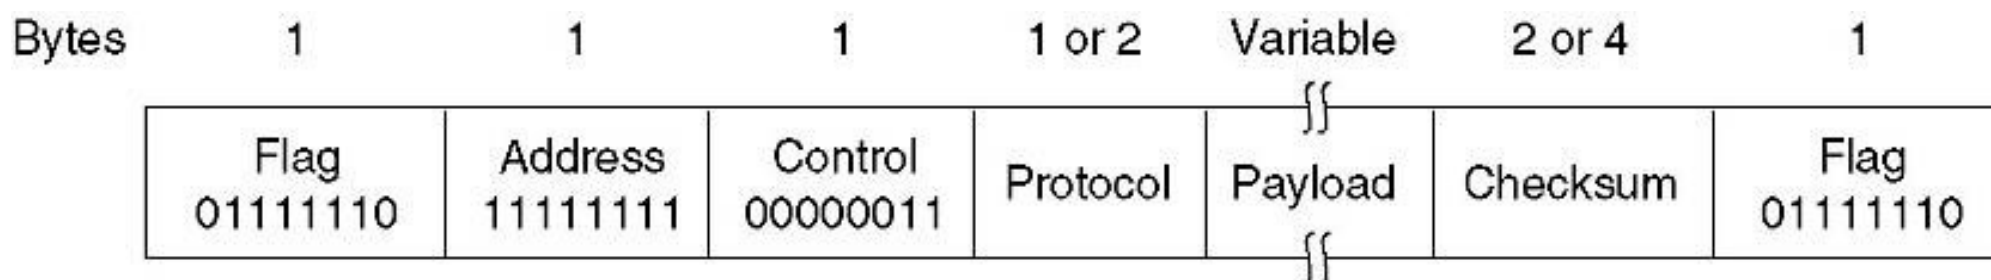 Bytes 1 1 1 1 or 2 Variable 2 or 4 1
Flag Address Control Protocol Payload Checksum Flag
01111110 11111111 00000011 01111110